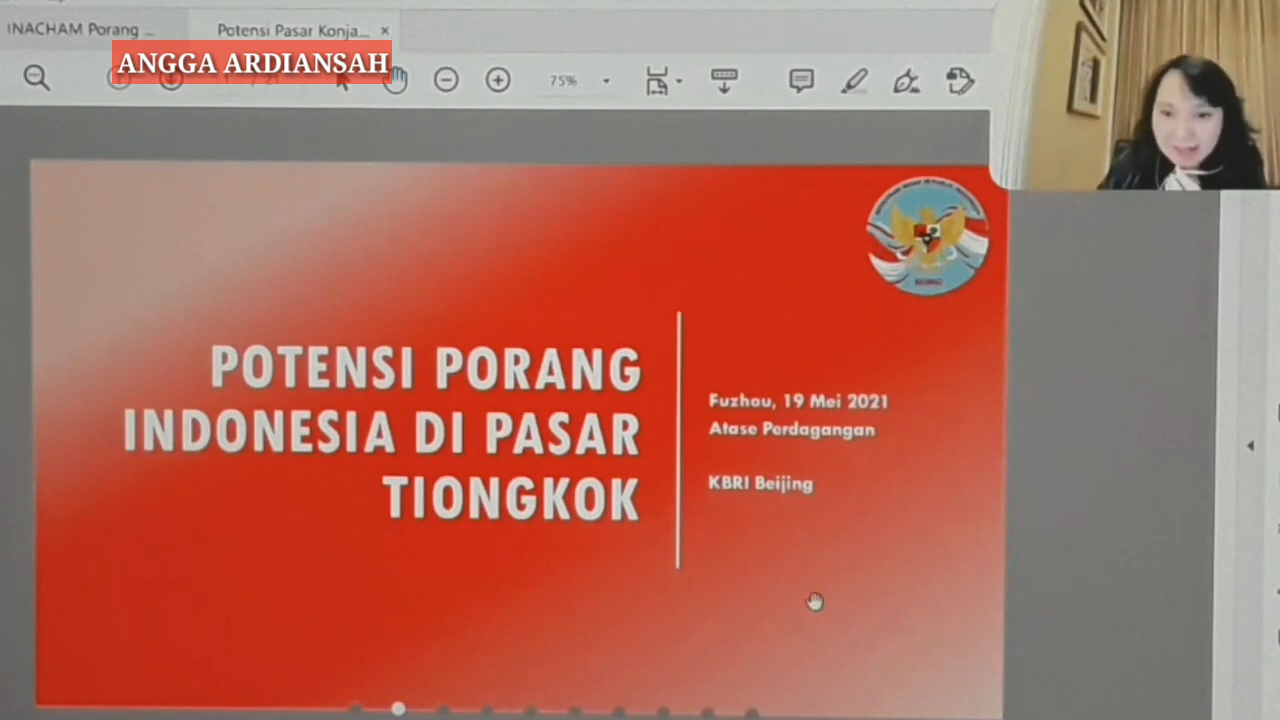 INACHAM Porang ...
Potensi Pasar Konja... ×
ANGGA ARDIANSAH
75%
POTENSI PORANG
INDONESIA DI PASAR
TIONGKOK
Fuzhou, 19 Mei 2021
Atase Perdagangan
KBRI Beijing
BEIJING